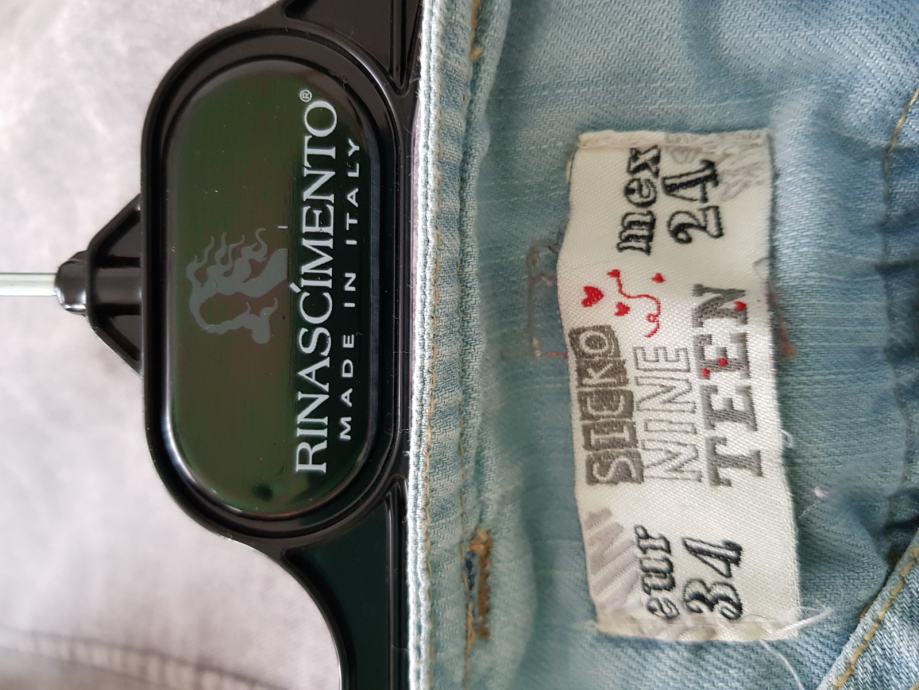 RINASCIMENTO®
MADE IN ITALY
eur
34
SICKO
NINE
TEEN
mex
24